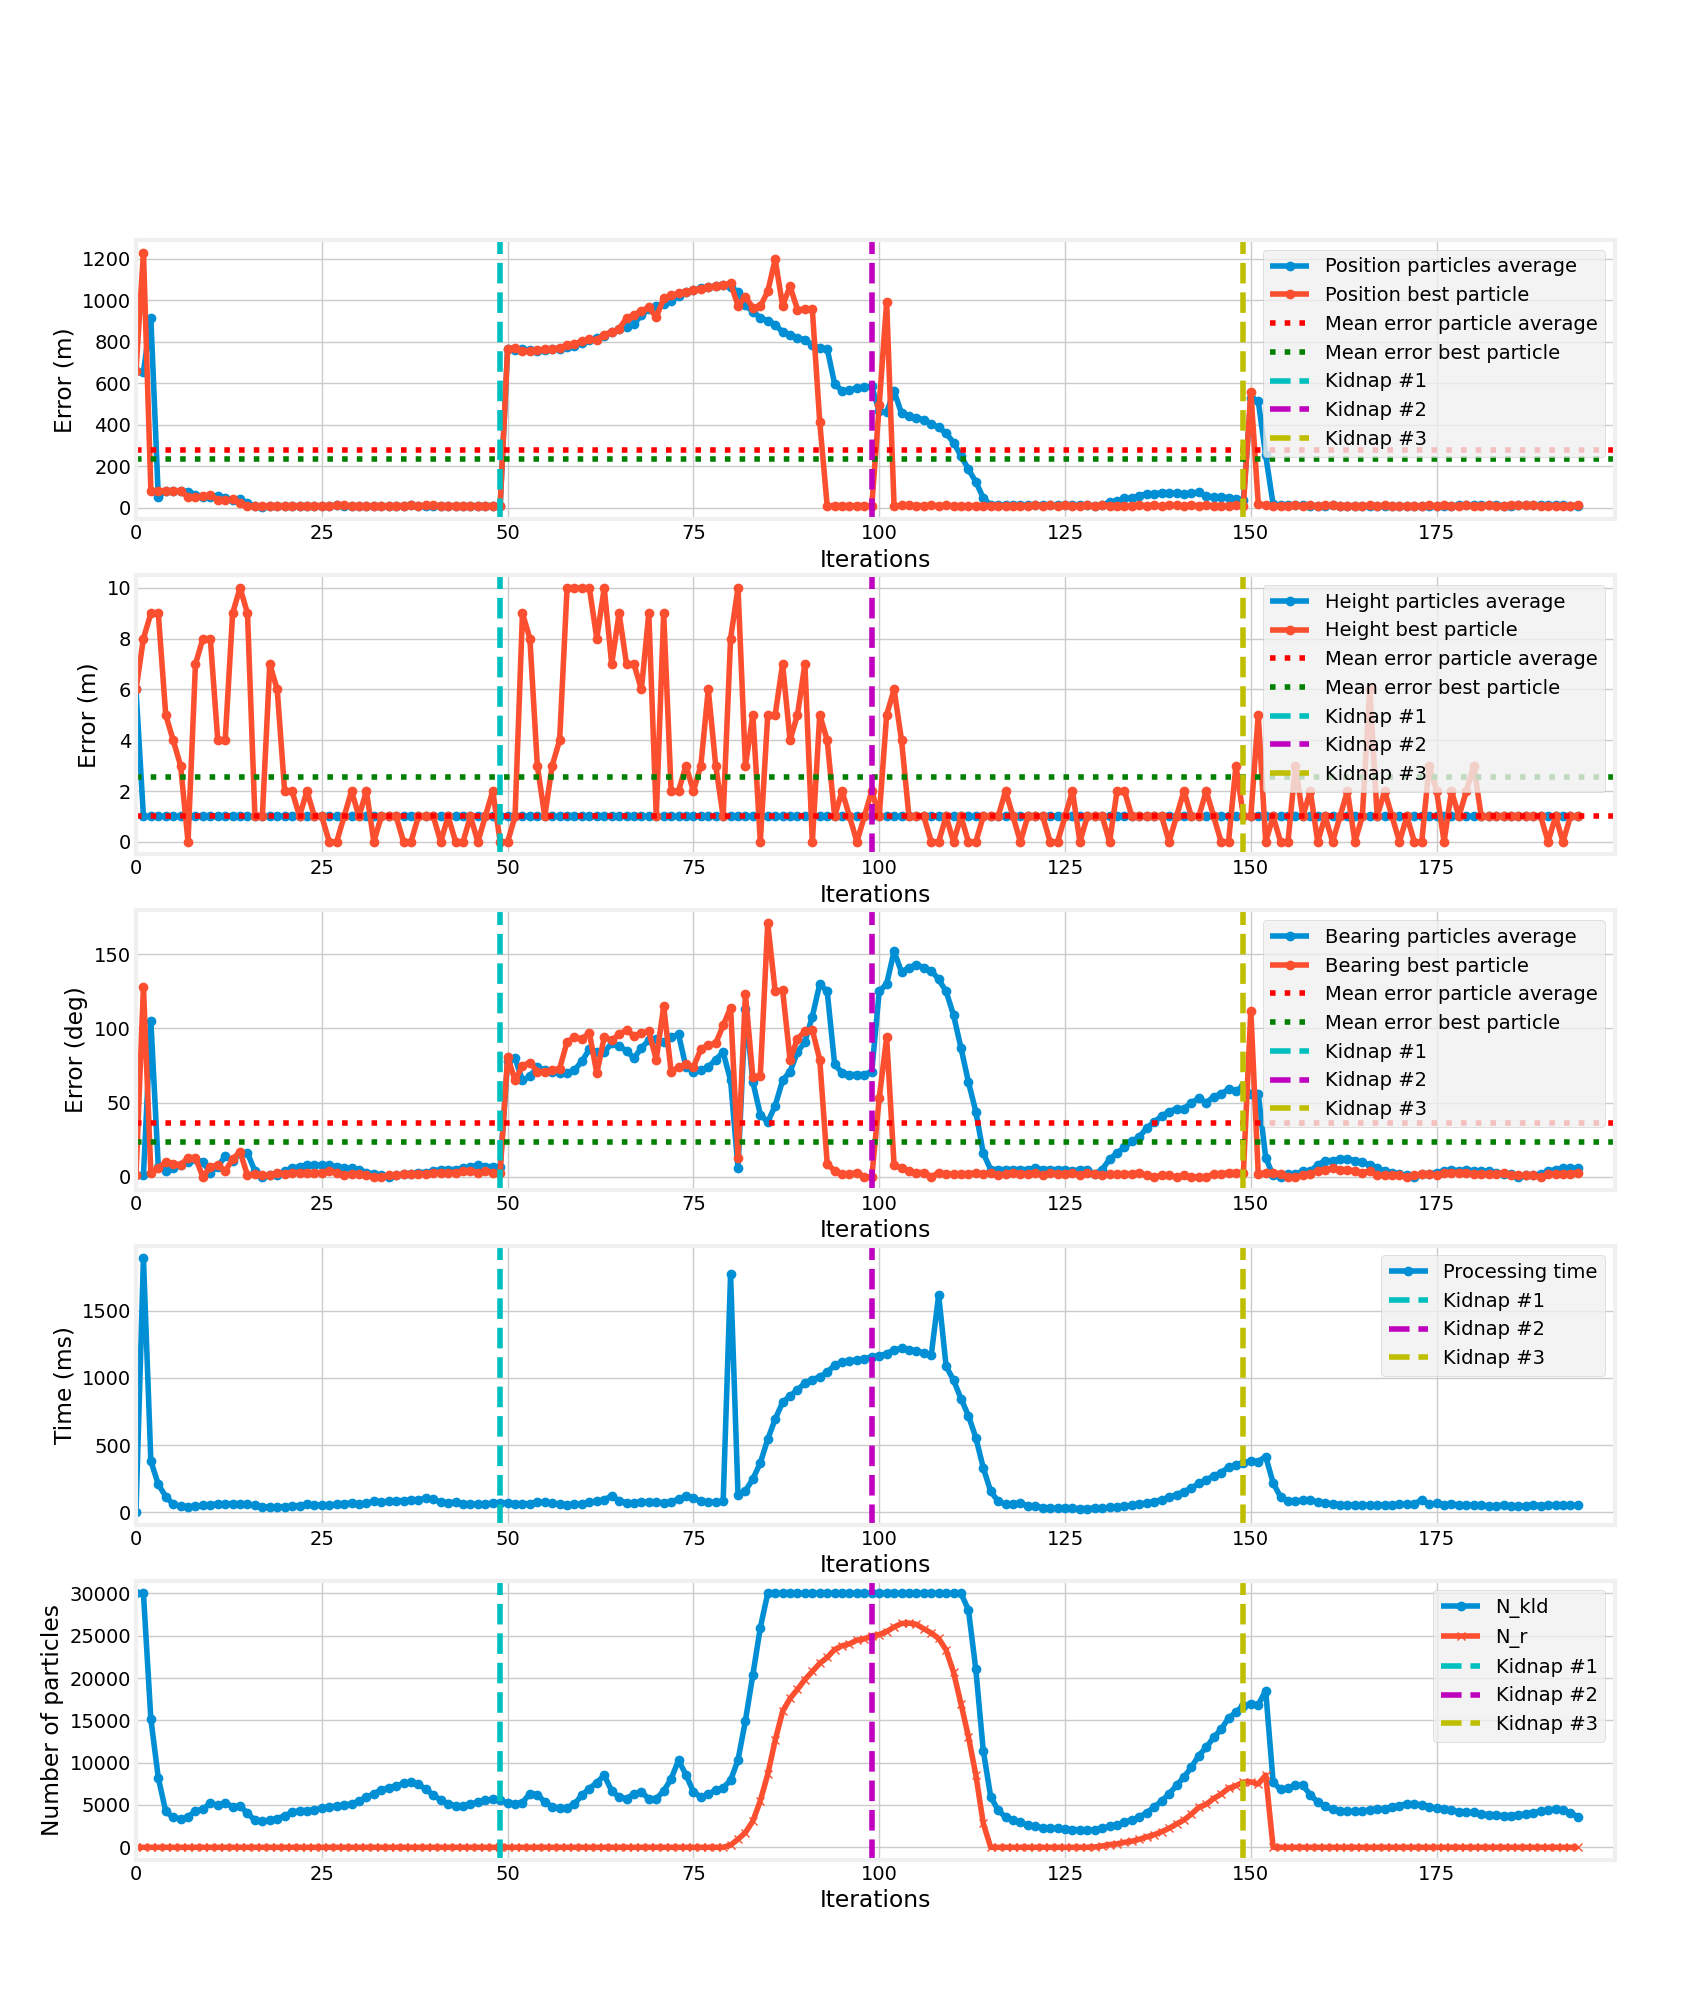 1200
1000
800
600
400
200
0
Error (m)
Position particles average
Position best particle
Mean error particle average
Mean error best particle
Kidnap #1
Kidnap #2
Kidnap #3
0 25 50 75 100 125 150 175
Iterations
10
8
6
4
2
0
Error (m)
Height particles average
Height best particle
Mean error particle average
Mean error best particle
Kidnap #1
Kidnap #2
Kidnap #3
0 25 50 75 100 125 150 175
Iterations
150
100
50
0
Error (deg)
Bearing particles average
Bearing best particle
Mean error particle average
Mean error best particle
Kidnap #1
Kidnap #2
Kidnap #3
0 25 50 75 100 125 150 175
Iterations
1500
1000
500
0
Time (ms)
Processing time
Kidnap #1
Kidnap #2
Kidnap #3
0 25 50 75 100 125 150 175
Iterations
30000
25000
20000
15000
10000
5000
0
Number of particles
N_kld
N_r
Kidnap #1
Kidnap #2
Kidnap #3
0 25 50 75 100 125 150 175
Iterations